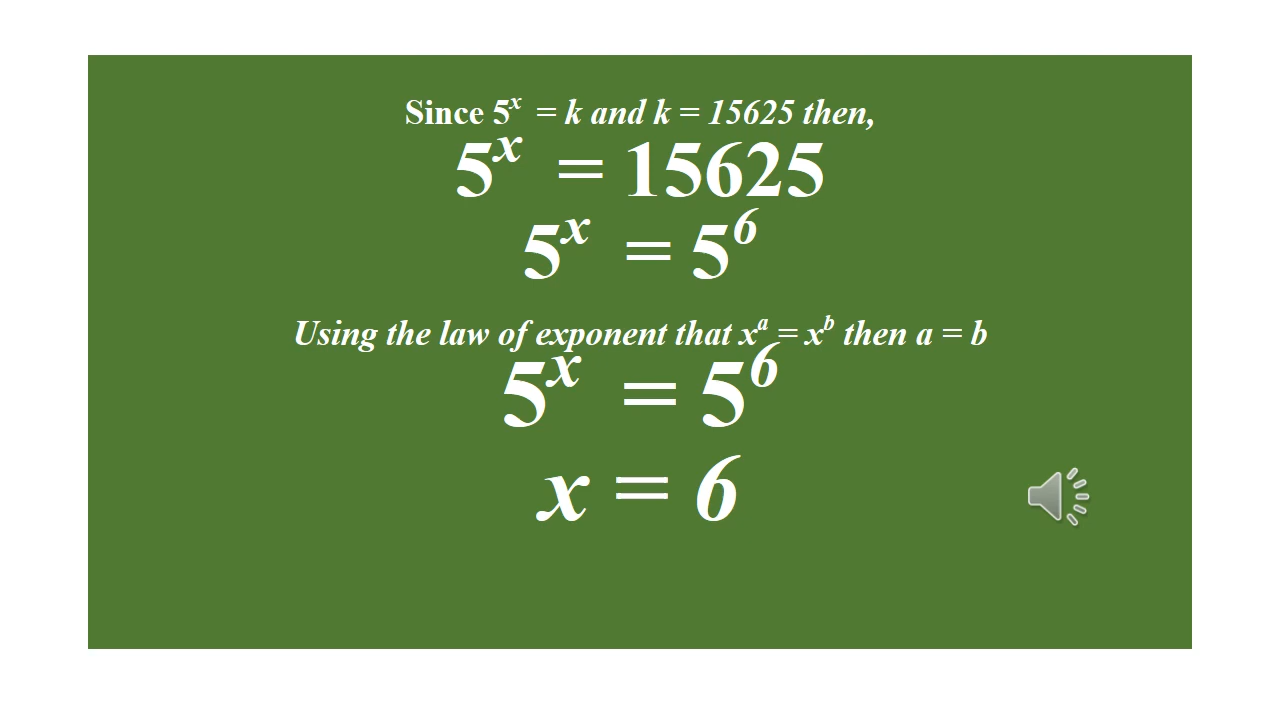 Since 5ˣ = k and k = 15625 then,
5ˣ = 15625
5ˣ = 5⁶
Using the law of exponent that xᵃ = xᵇ then a = b
5ˣ = 5⁶
x = 6